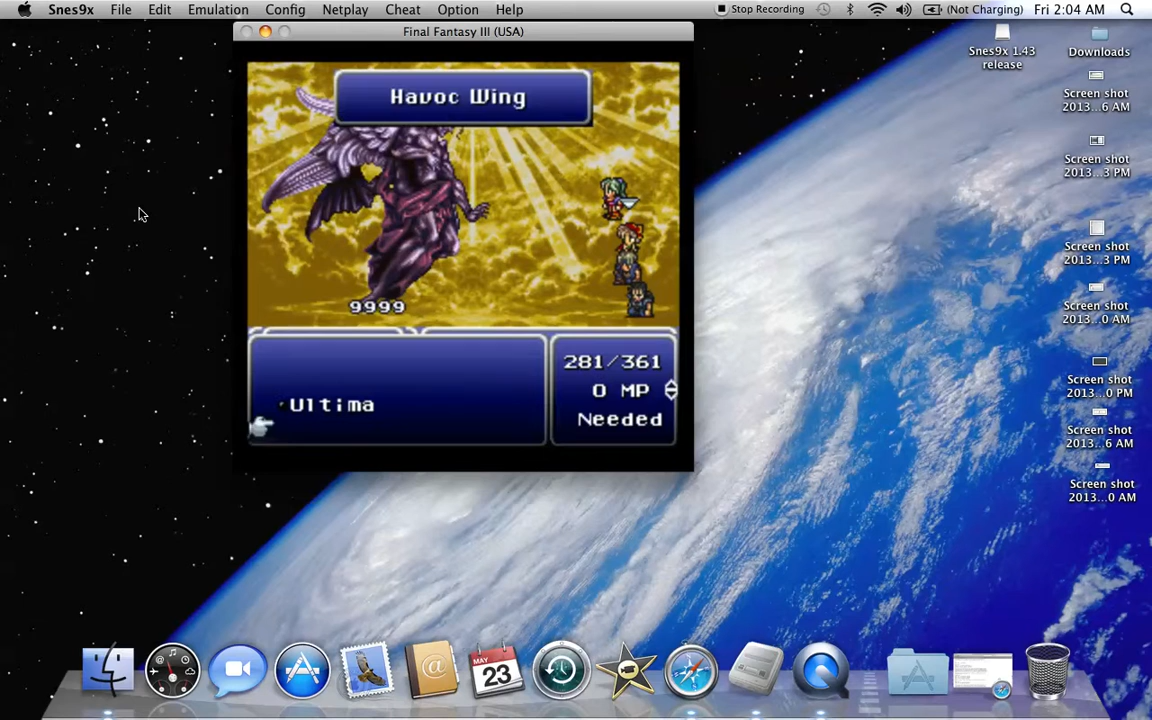 Snes9x File Edit Emulation Config Netplay Cheat Option Help Stop Recording (Not Charging) Fri 2:04 AM
Final Fantasy III (USA)
Havoc Wing
9999
Ultima
281/361
0 MP
Needed
Snes9x 1.43
release
Downloads
Screen shot
2013...6 AM
Screen shot
2013...3 PM
Screen shot
2013...3 PM
Screen shot
2013...0 AM
Screen shot
2013...0 PM
Screen shot
2013...6 AM
Screen shot
2013...0 AM
MAY
23